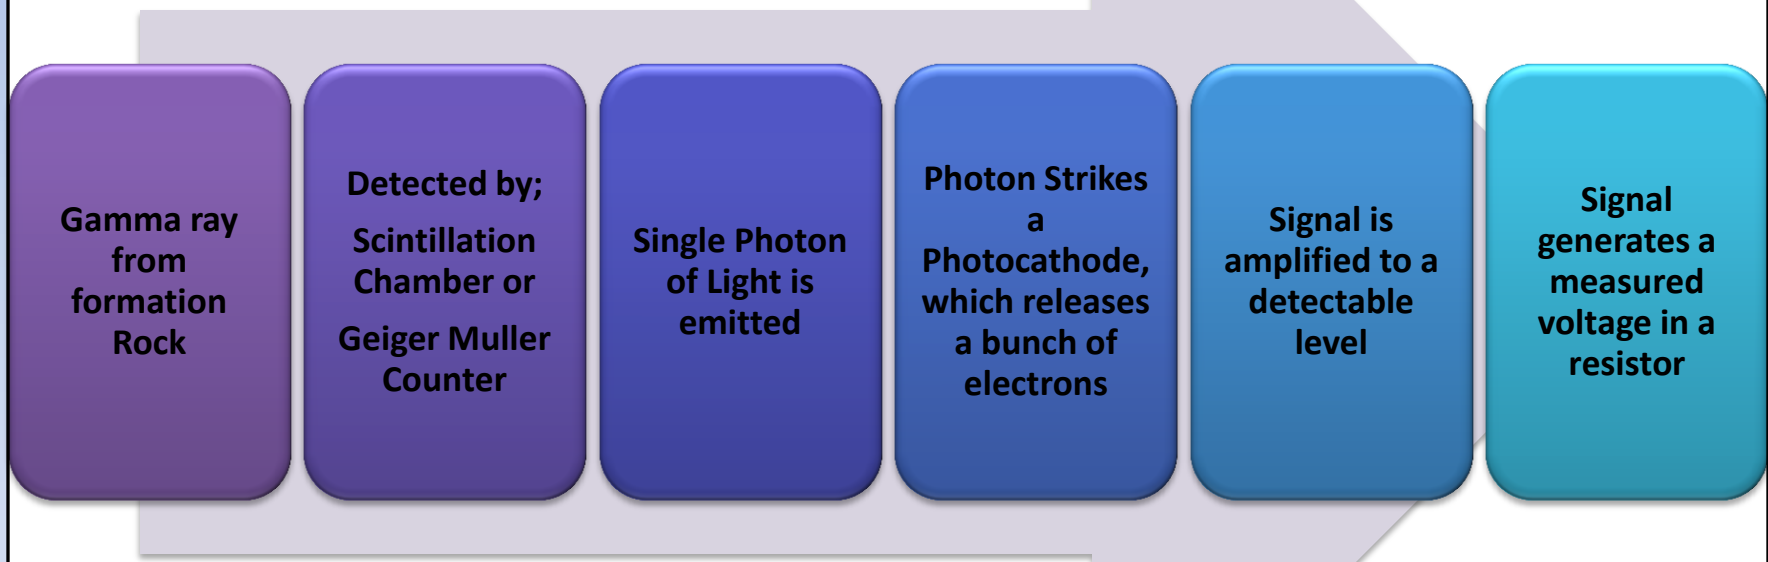 Gamma ray
from
formation
Rock
Detected by;
Scintillation
Chamber or
Geiger Muller
Counter
Single Photon
of Light is
emitted
Photon Strikes
a
Photocathode,
which releases
a bunch of
electrons
Signal is
amplified to a
detectable
level
Signal
generates a
measured
voltage in a
resistor